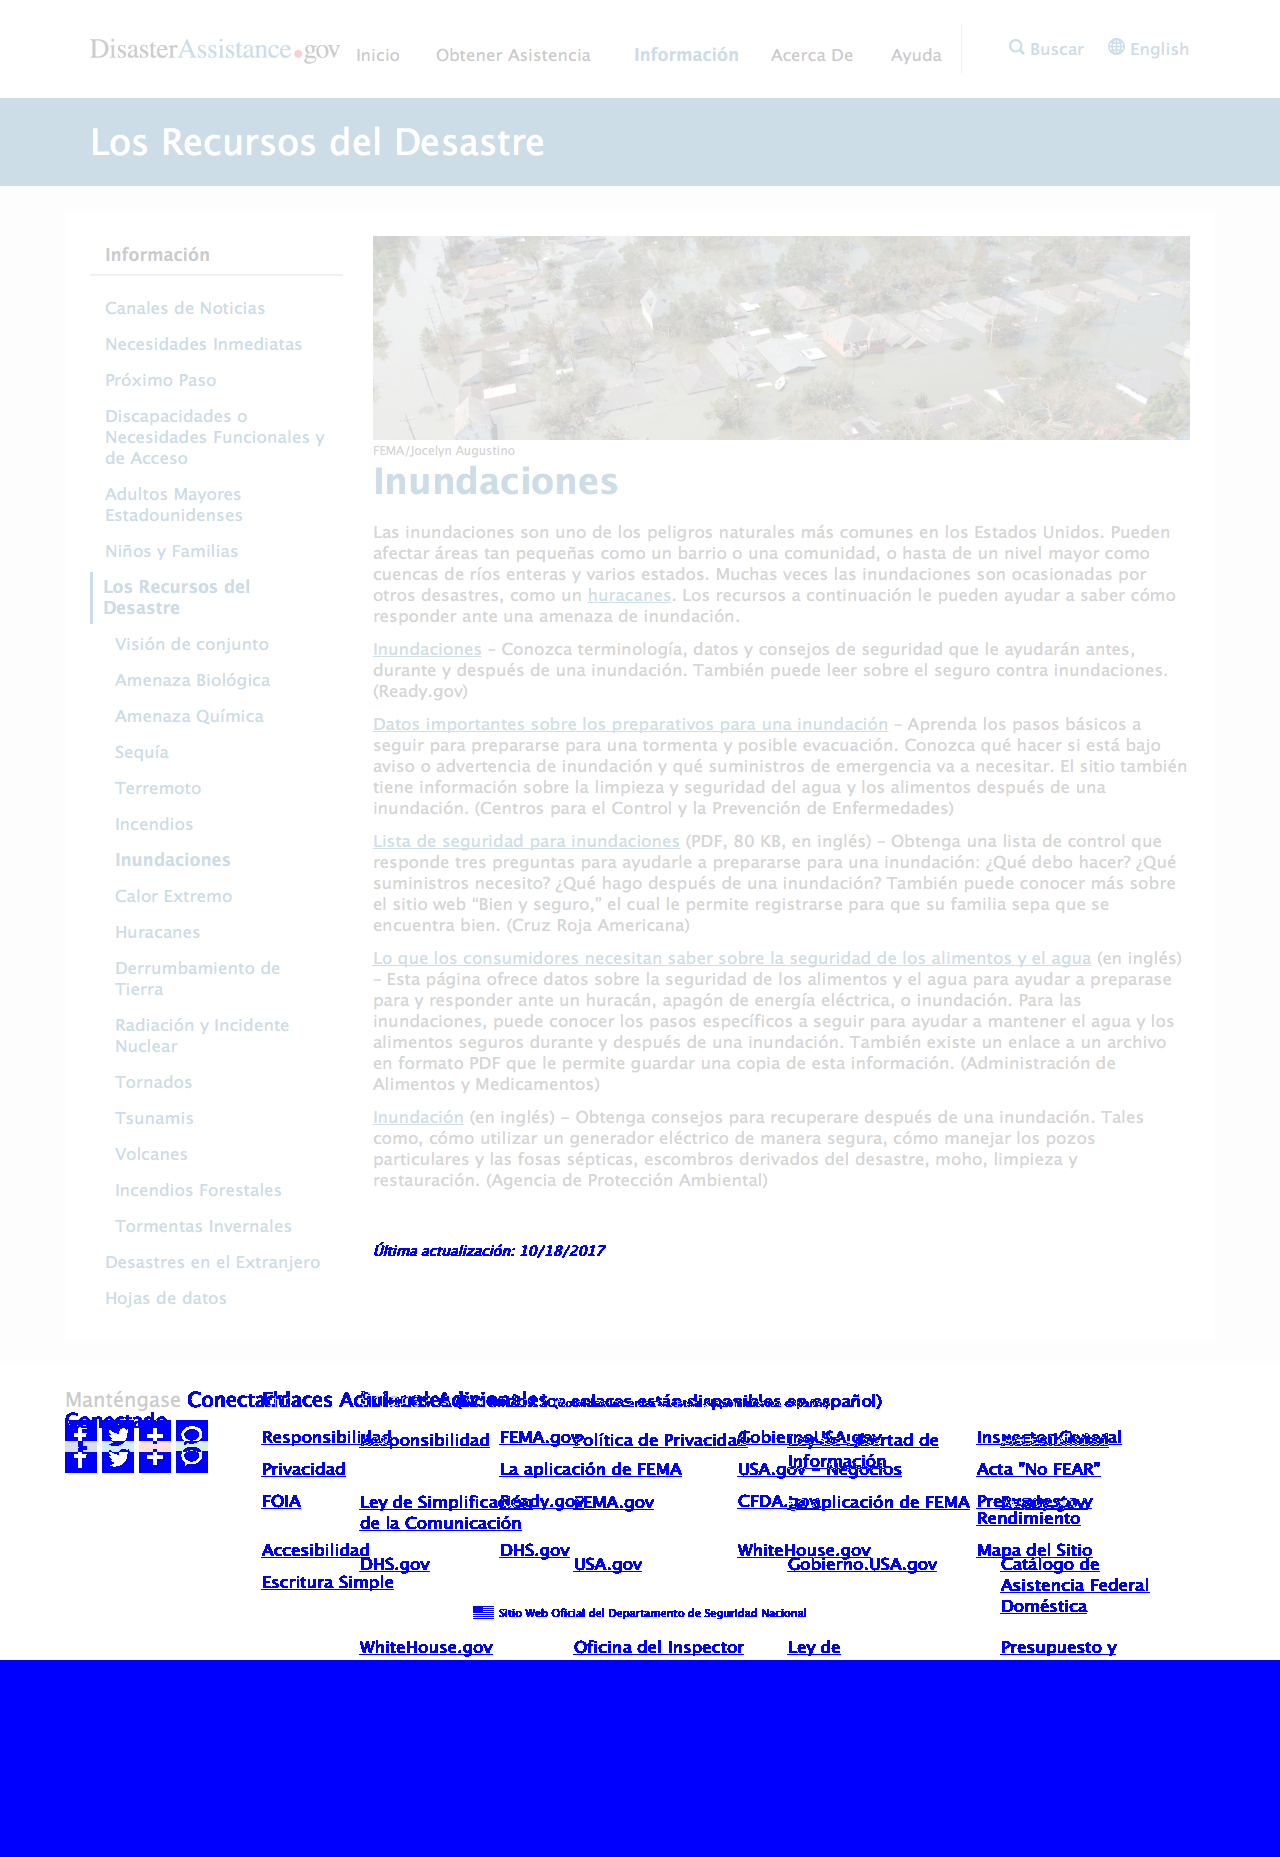 DisasterAssistance.gov
Inicio
Obtener Asistencia
Información
Acerca De
Ayuda
Buscar
English
Los Recursos del Desastre
Información
Canales de Noticias
Necesidades Inmediatas
Próximo Paso
Discapacidades o
Necesidades Funcionales y
de Acceso
Adultos Mayores
Estadounidenses
Niños y Familias
Los Recursos del
Desastre
Visión de conjunto
Amenaza Biológica
Amenaza Química
Sequía
Terremoto
Incendios
Inundaciones
Calor Extremo
Huracanes
Derrumbamiento de
Tierra
Radiación y Incidente
Nuclear
Tornados
Tsunamis
Volcanes
Incendios Forestales
Tormentas Invernales
Desastres en el Extranjero
Hojas de datos
FEMA/Jocelyn Augustino
Inundaciones
Las inundaciones son uno de los peligros naturales más comunes en los Estados Unidos. Pueden
afectar áreas tan pequeñas como un barrio o una comunidad, o hasta de un nivel mayor como
cuencas de ríos enteras y varios estados. Muchas veces las inundaciones son ocasionadas por
otros desastres, como un huracanes. Los recursos a continuación le pueden ayudar a saber cómo
responder ante una amenaza de inundación.
Inundaciones – Conozca terminología, datos y consejos de seguridad que le ayudarán antes,
durante y después de una inundación. También puede leer sobre el seguro contra inundaciones.
(Ready.gov)
Datos importantes sobre los preparativos para una inundación – Aprenda los pasos básicos a
seguir para prepararse para una tormenta y posible evacuación. Conozca qué hacer si está bajo
aviso o advertencia de inundación y qué suministros de emergencia va a necesitar. El sitio también
tiene información sobre la limpieza y seguridad del agua y los alimentos después de una
inundación. (Centros para el Control y la Prevención de Enfermedades)
Lista de seguridad para inundaciones (PDF, 80 KB, en inglés) – Obtenga una lista de control que
responde tres preguntas para ayudarle a prepararse para una inundación: ¿Qué debo hacer? ¿Qué
suministros necesito? ¿Qué hago después de una inundación? También puede conocer más sobre
el sitio web “Bien y seguro,” el cual le permite registrarse para que su familia sepa que se
encuentra bien. (Cruz Roja Americana)
Lo que los consumidores necesitan saber sobre la seguridad de los alimentos y el agua (en inglés)
– Esta página ofrece datos sobre la seguridad de los alimentos y el agua para ayudar a preparase
para y responder ante un huracán, apagón de energía eléctrica, o inundación. Para las
inundaciones, puede conocer los pasos específicos a seguir para ayudar a mantener el agua y los
alimentos seguros durante y después de una inundación. También existe un enlace a un archivo
en formato PDF que le permite guardar una copia de esta información. (Administración de
Alimentos y Medicamentos)
Inundación (en inglés) – Obtenga consejos para recuperare después de una inundación. Tales
como, cómo utilizar un generador eléctrico de manera segura, cómo manejar los pozos
particulares y las fosas sépticas, escombros derivados del desastre, moho, limpieza y
restauración. (Agencia de Protección Ambiental)
Última actualización: 10/18/2017
Manténgase
Conectado
enlaces están disponibles en español)
Responsibilidad
FEMA.gov
Política de Privacidad
Responsibilidad
Información
Privacidad
La aplicación de FEMA
USA.gov – Negocios
Acta "No FEAR"
FOIA
Ley de Simplificación
de la Comunicación
Ready.gov
FEMA.gov
CFDA.gov
La aplicación de FEMA
Rendimiento
Accesibilidad
DHS.gov
WhiteHouse.gov
Mapa del Sitio
DHS.gov
USA.gov
Gobierno.USA.gov
Catálogo de
Asistencia Federal
Doméstica
Escritura Simple
Sitio Web Oficial del Departamento de Seguridad Nacional
WhiteHouse.gov
Oficina del Inspector
Ley de
Presupuesto y